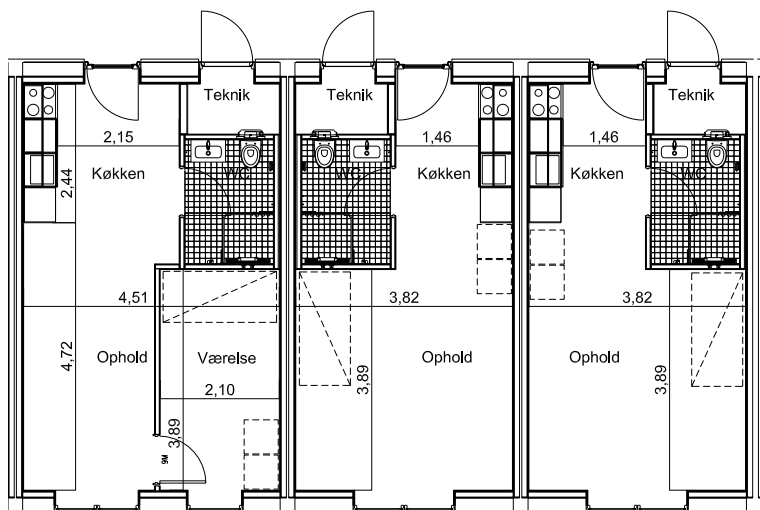 Teknik
Teknik
Teknik
2,15
1,46
1,46
Køkken
WC
WC
Køkken
Køkken
WC
2,44
4,51
3,82
3,82
4,72
Ophold
Værelse
Ophold
Ophold
3,89
3,89
2,10
3,89
9M